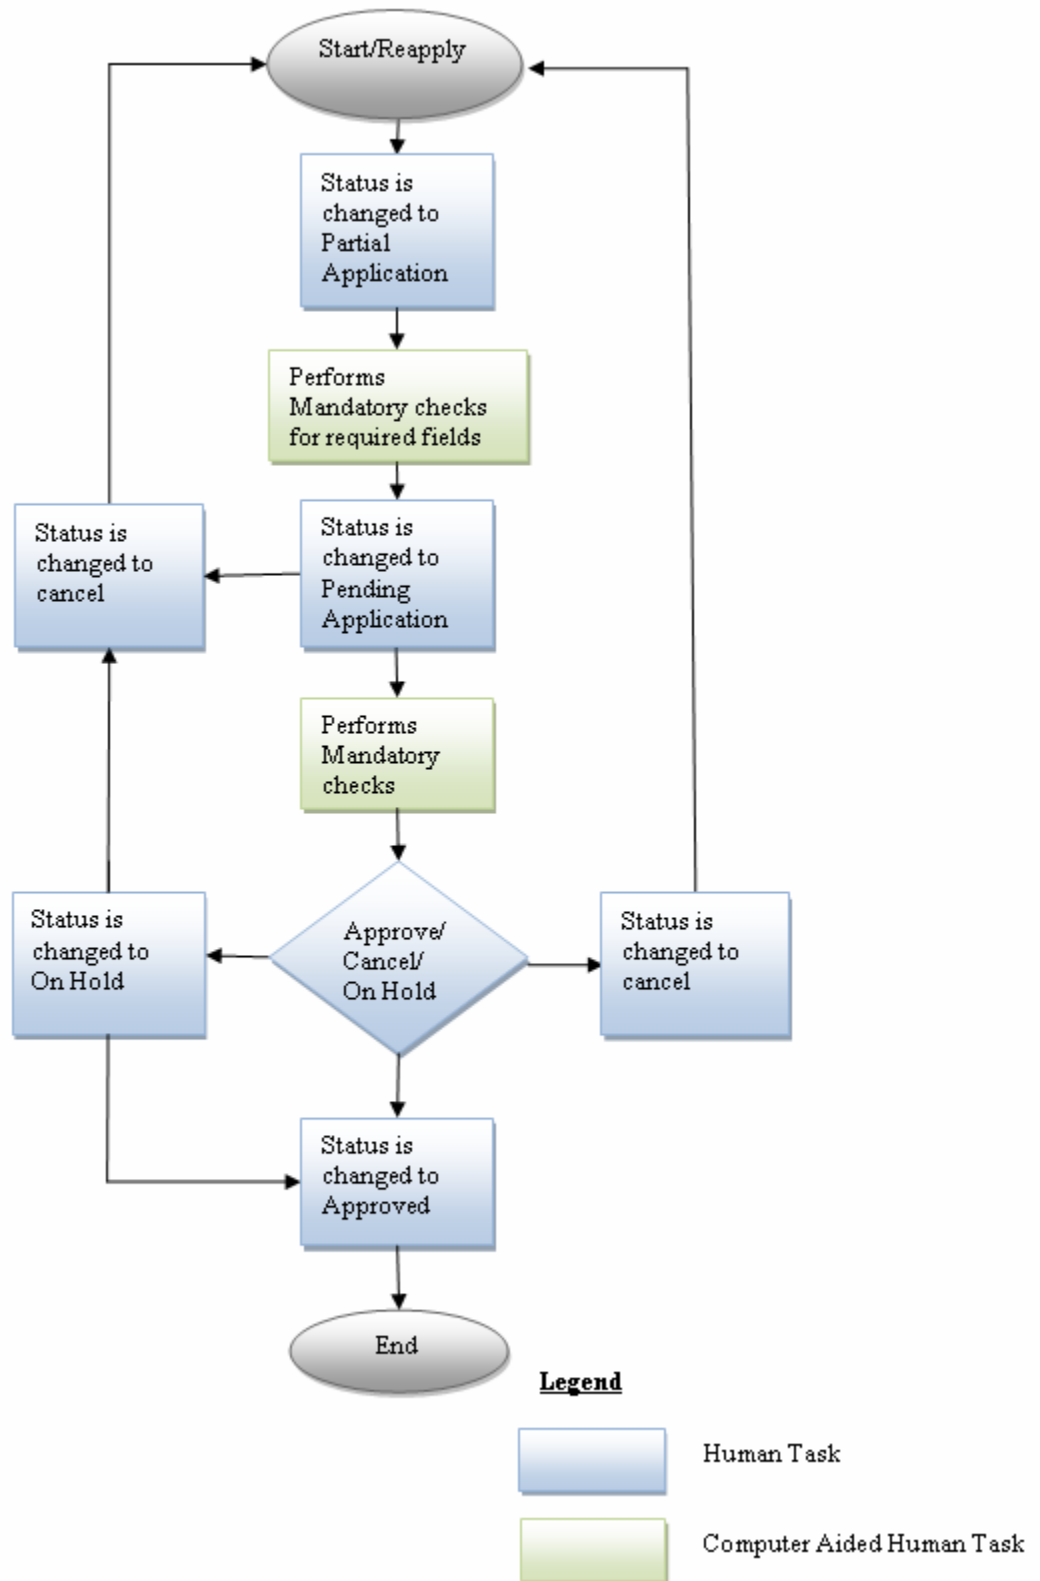 Start/Reapply
Status is
changed to
Partial
Application
Performs
Mandatory checks
for required fields
Status is
changed to
cancel
Status is
changed to
Pending
Application
Performs
Mandatory
checks
Status is
changed to
On Hold
Approve/
Cancel/
On Hold
Status is
changed to
cancel
Status is
changed to
Approved
End
Legend
Human Task
Computer Aided Human Task